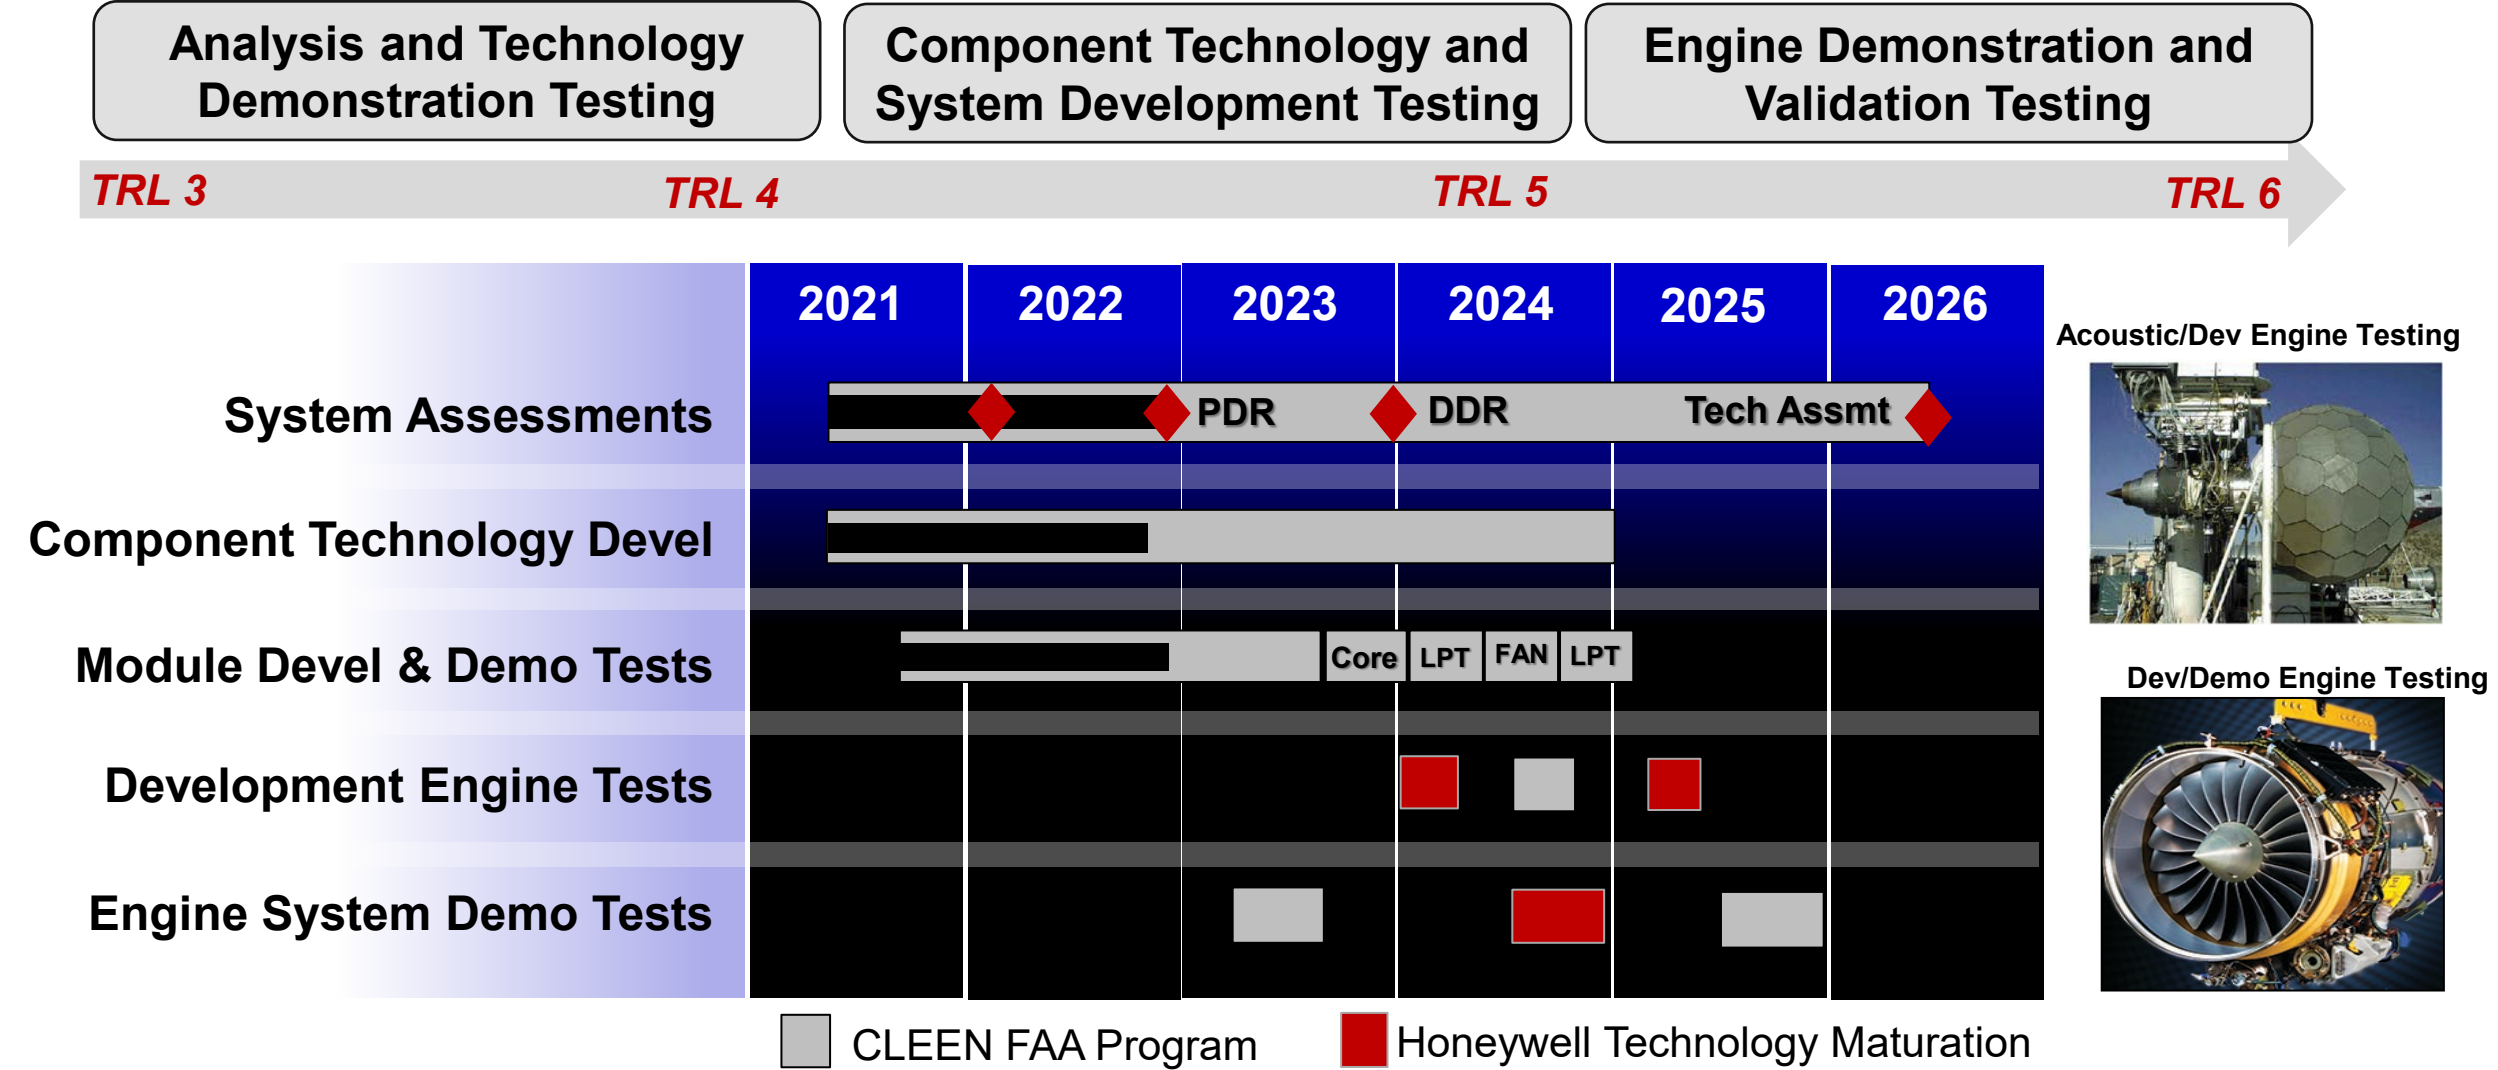 Analysis and Technology
Demonstration Testing
Component Technology and
System Development Testing
Engine Demonstration and
Validation Testing
TRL 3
TRL 4
TRL 5
TRL 6
2021
2022
2023
2024
2025
2026
Acoustic/Dev Engine Testing
System Assessments
PDR
DDR
Tech Assmt
Component Technology Devel
Module Devel & Demo Tests
Core
LPT
FAN
LPT
Dev/Demo Engine Testing
Development Engine Tests
Engine System Demo Tests
CLEEN FAA Program
Honeywell Technology Maturation